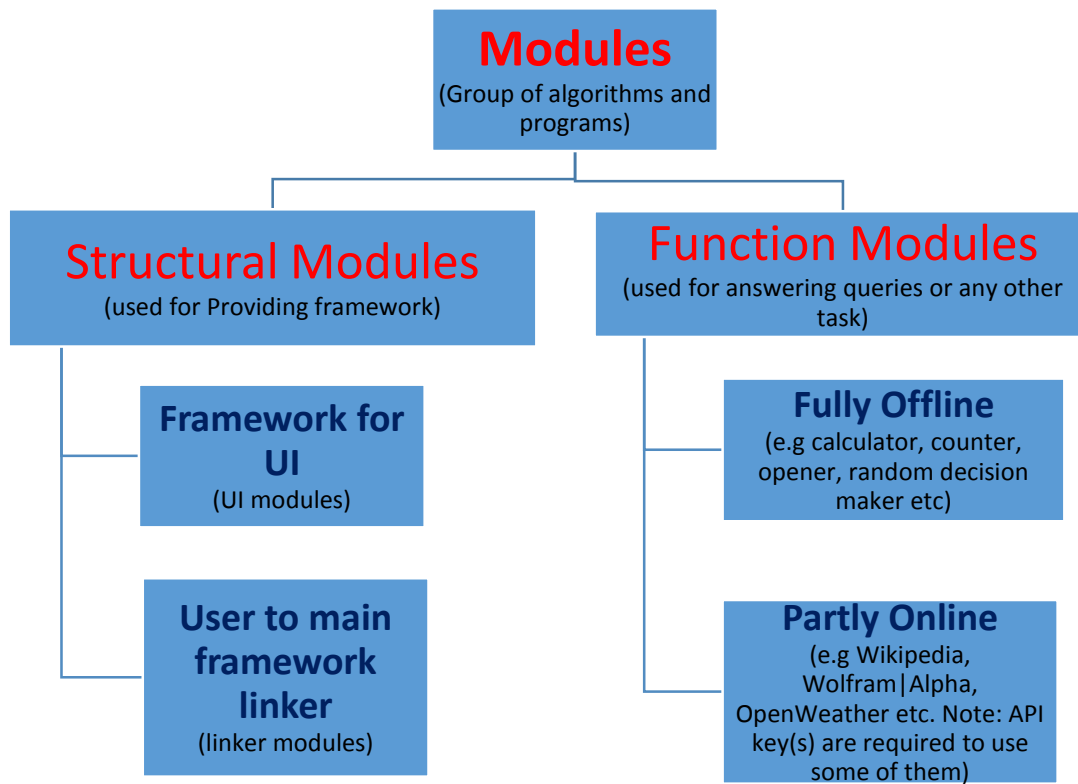 Modules
(Group of algorithms and
programs)
Structural Modules
(used for Providing framework)
Function Modules
(used for answering queries or any other
task)
Framework for
UI
(UI modules)
Fully Offline
(e.g calculator, counter,
opener, random decision
maker etc)
User to main
framework
linker
(linker modules)
Partly Online
(e.g Wikipedia,
Wolfram|Alpha,
OpenWeather etc. Note: API
key(s) are required to use
some of them)